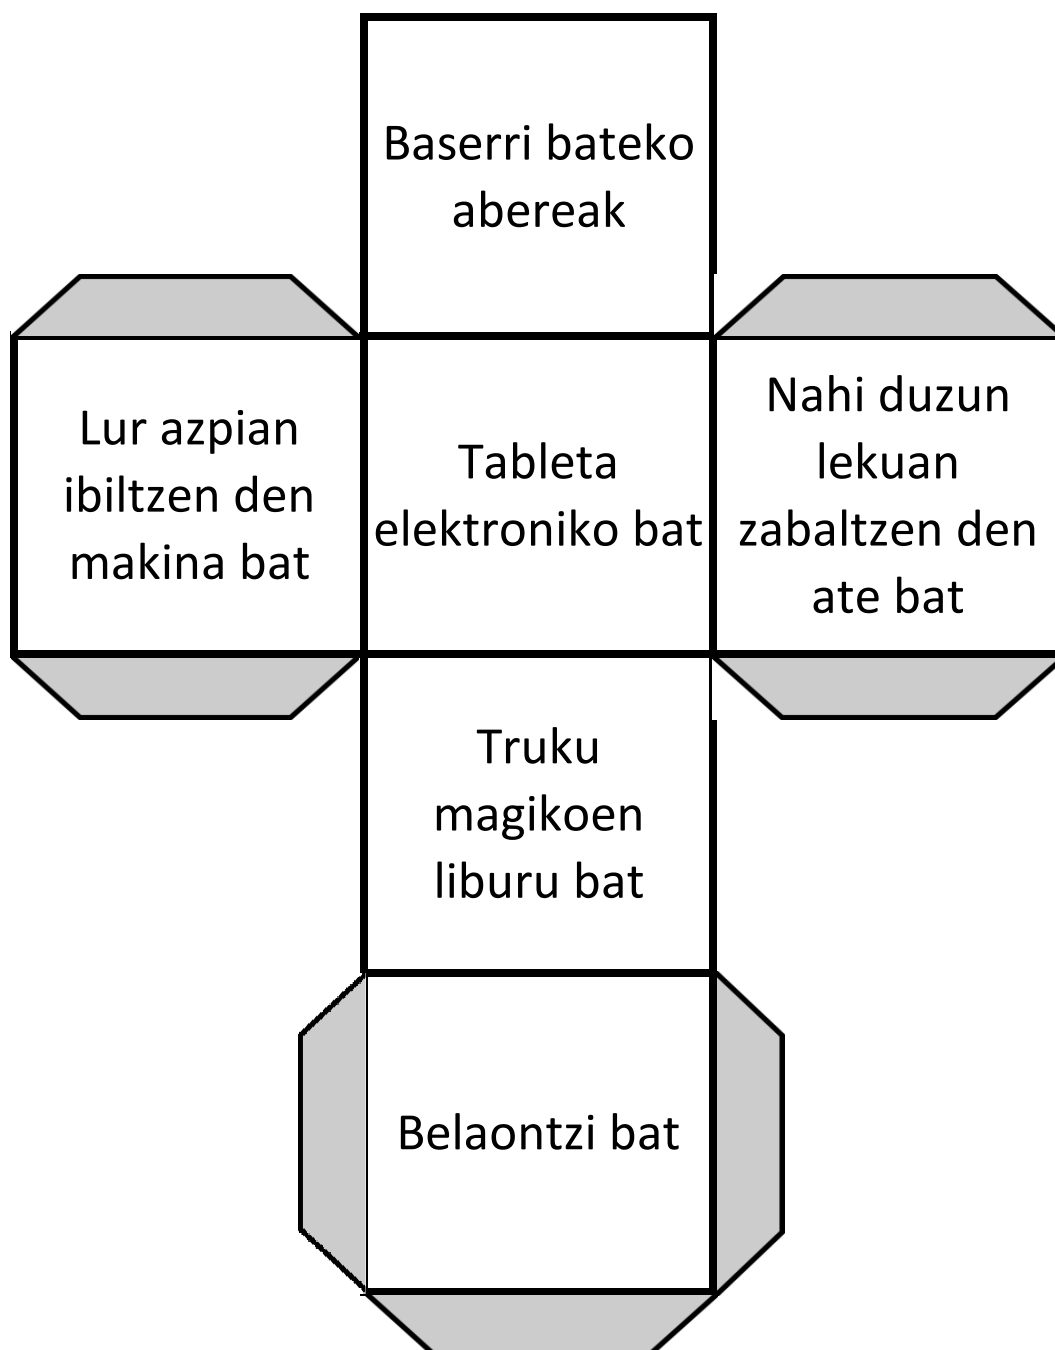 Baserri bateko
abereak
Lur azpian
ibiltzen den
makina bat
Tableta
elektroniko bat
Nahi duzun
lekuan
zabaltzen den
ate bat
Truku
magikoen
liburu bat
Belaontzi bat